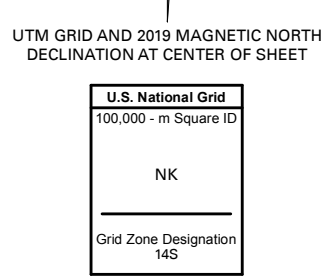 UTM GRID AND 2019 MAGNETIC NORTH
DECLINATION AT CENTER OF SHEET
U.S. National Grid
100,000 - m Square ID
NK
Grid Zone Designation
14S